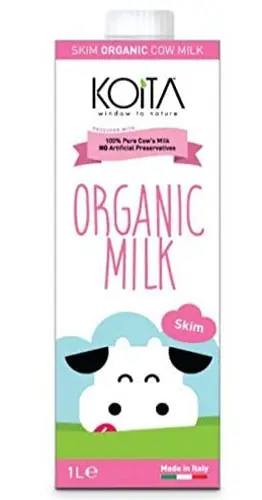 SKIM ORGANIC COW MILK
KOiTA
window to nature
100% Pure Cow's Milk
NO Artificial Preservatives
ORGANIC
MILK
Skim
1L℮
Made in Italy